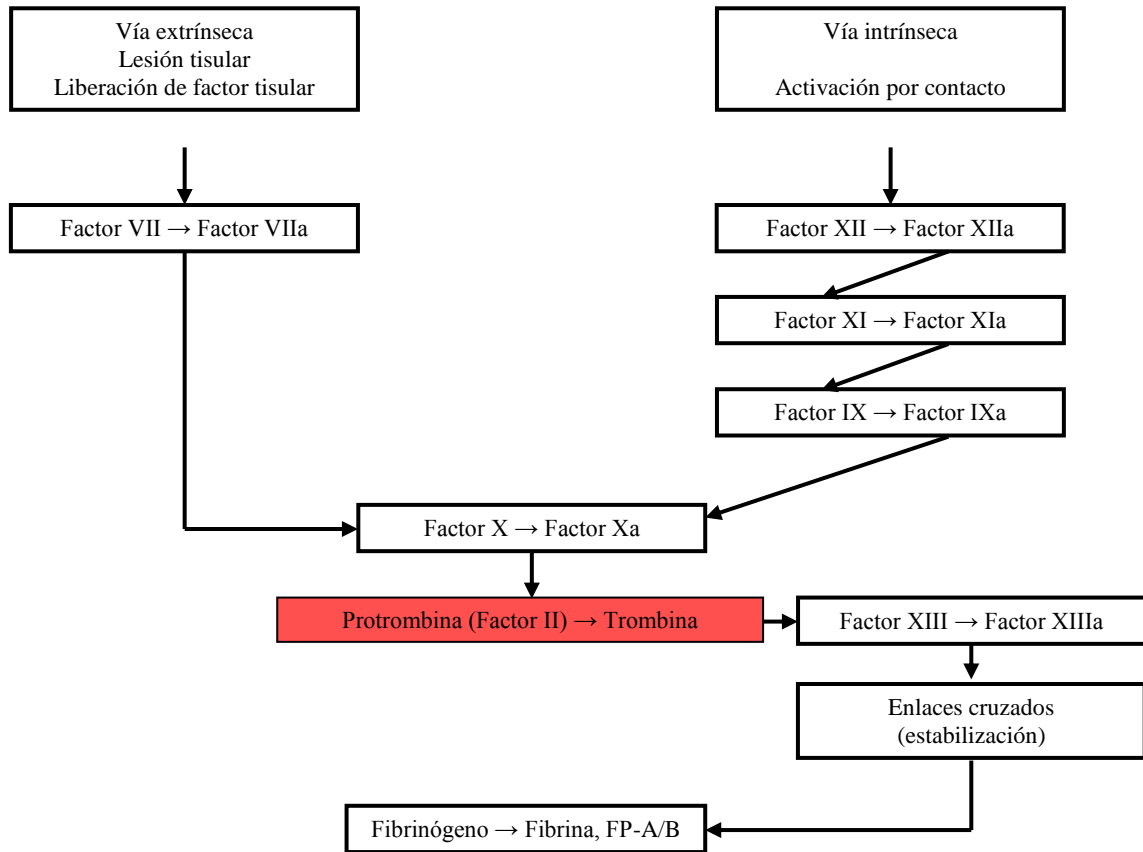 Vía extrínseca
Lesión tisular
Liberación de factor tisular
Vía intrínseca
Activación por contacto
Factor VII → Factor VIIa
Factor XII → Factor XIIa
Factor XI → Factor XIa
Factor IX → Factor IXa
Factor X → Factor Xa
Protrombina (Factor II) → Trombina
Factor XIII → Factor XIIIa
Enlaces cruzados
(estabilización)
Fibrinógeno → Fibrina, FP-A/B